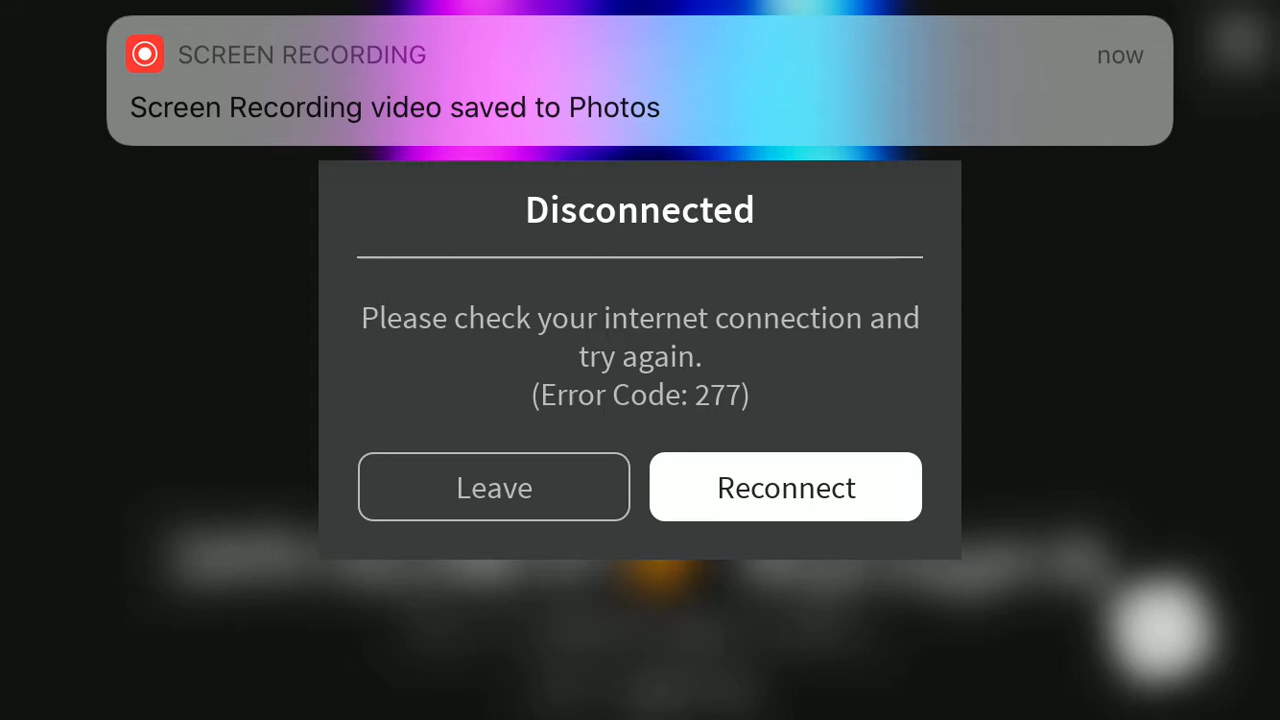 SCREEN RECORDING
now
Screen Recording video saved to Photos
Disconnected
Please check your internet connection and
try again.
(Error Code: 277)
Leave
Reconnect